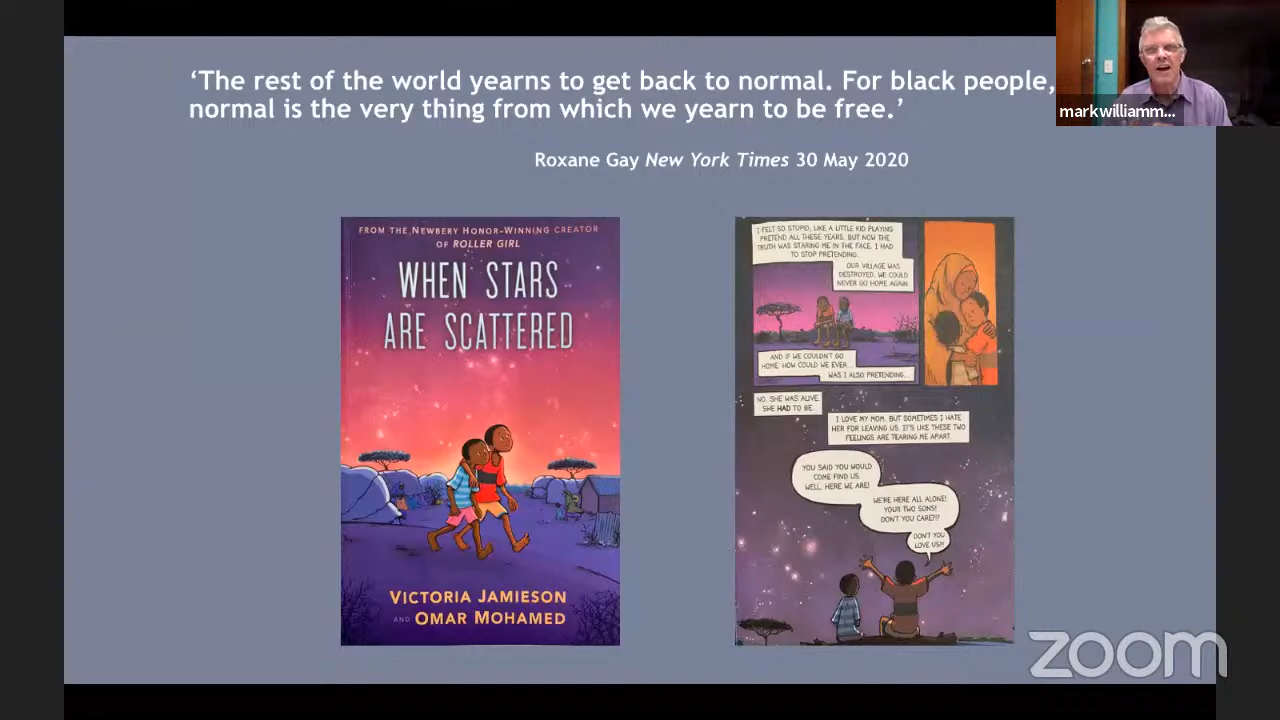 ‘The rest of the world yearns to get back to normal. For black people,
normal is the very thing from which we yearn to be free.’
Roxane Gay New York Times 30 May 2020
markwilliamm...
FROM THE NEWBERY HONOR-WINNING CREATOR
OF ROLLER GIRL
WHEN STARS
ARE SCATTERED
VICTORIA JAMIESON
AND OMAR MOHAMED
I FELT SO STUPID, LIKE A LITTLE KID PLAYING
PRETEND ALL THESE YEARS. BUT NOW THE
TRUTH WAS STARING ME IN THE FACE. I HAD
TO STOP PRETENDING.
OUR VILLAGE WAS
DESTROYED. WE COULD
NEVER GO HOME AGAIN
AND IF WE COULDN'T GO
HOME, HOW COULD WE EVER...
WAS I ALSO PRETENDING...
NO. SHE WAS ALIVE.
SHE HAD TO BE.
I LOVE MY MOM, BUT SOMETIMES I HATE
HER FOR LEAVING US. IT'S LIKE THESE TWO
FEELINGS ARE TEARING ME APART.
YOU SAID YOU WOULD
COME FIND US.
WELL, HERE WE ARE!
WE'RE HERE ALL ALONE!
YOUR TWO SONS!
DON'T YOU CARE?!?
DON'T YOU
LOVE US?!
zoom